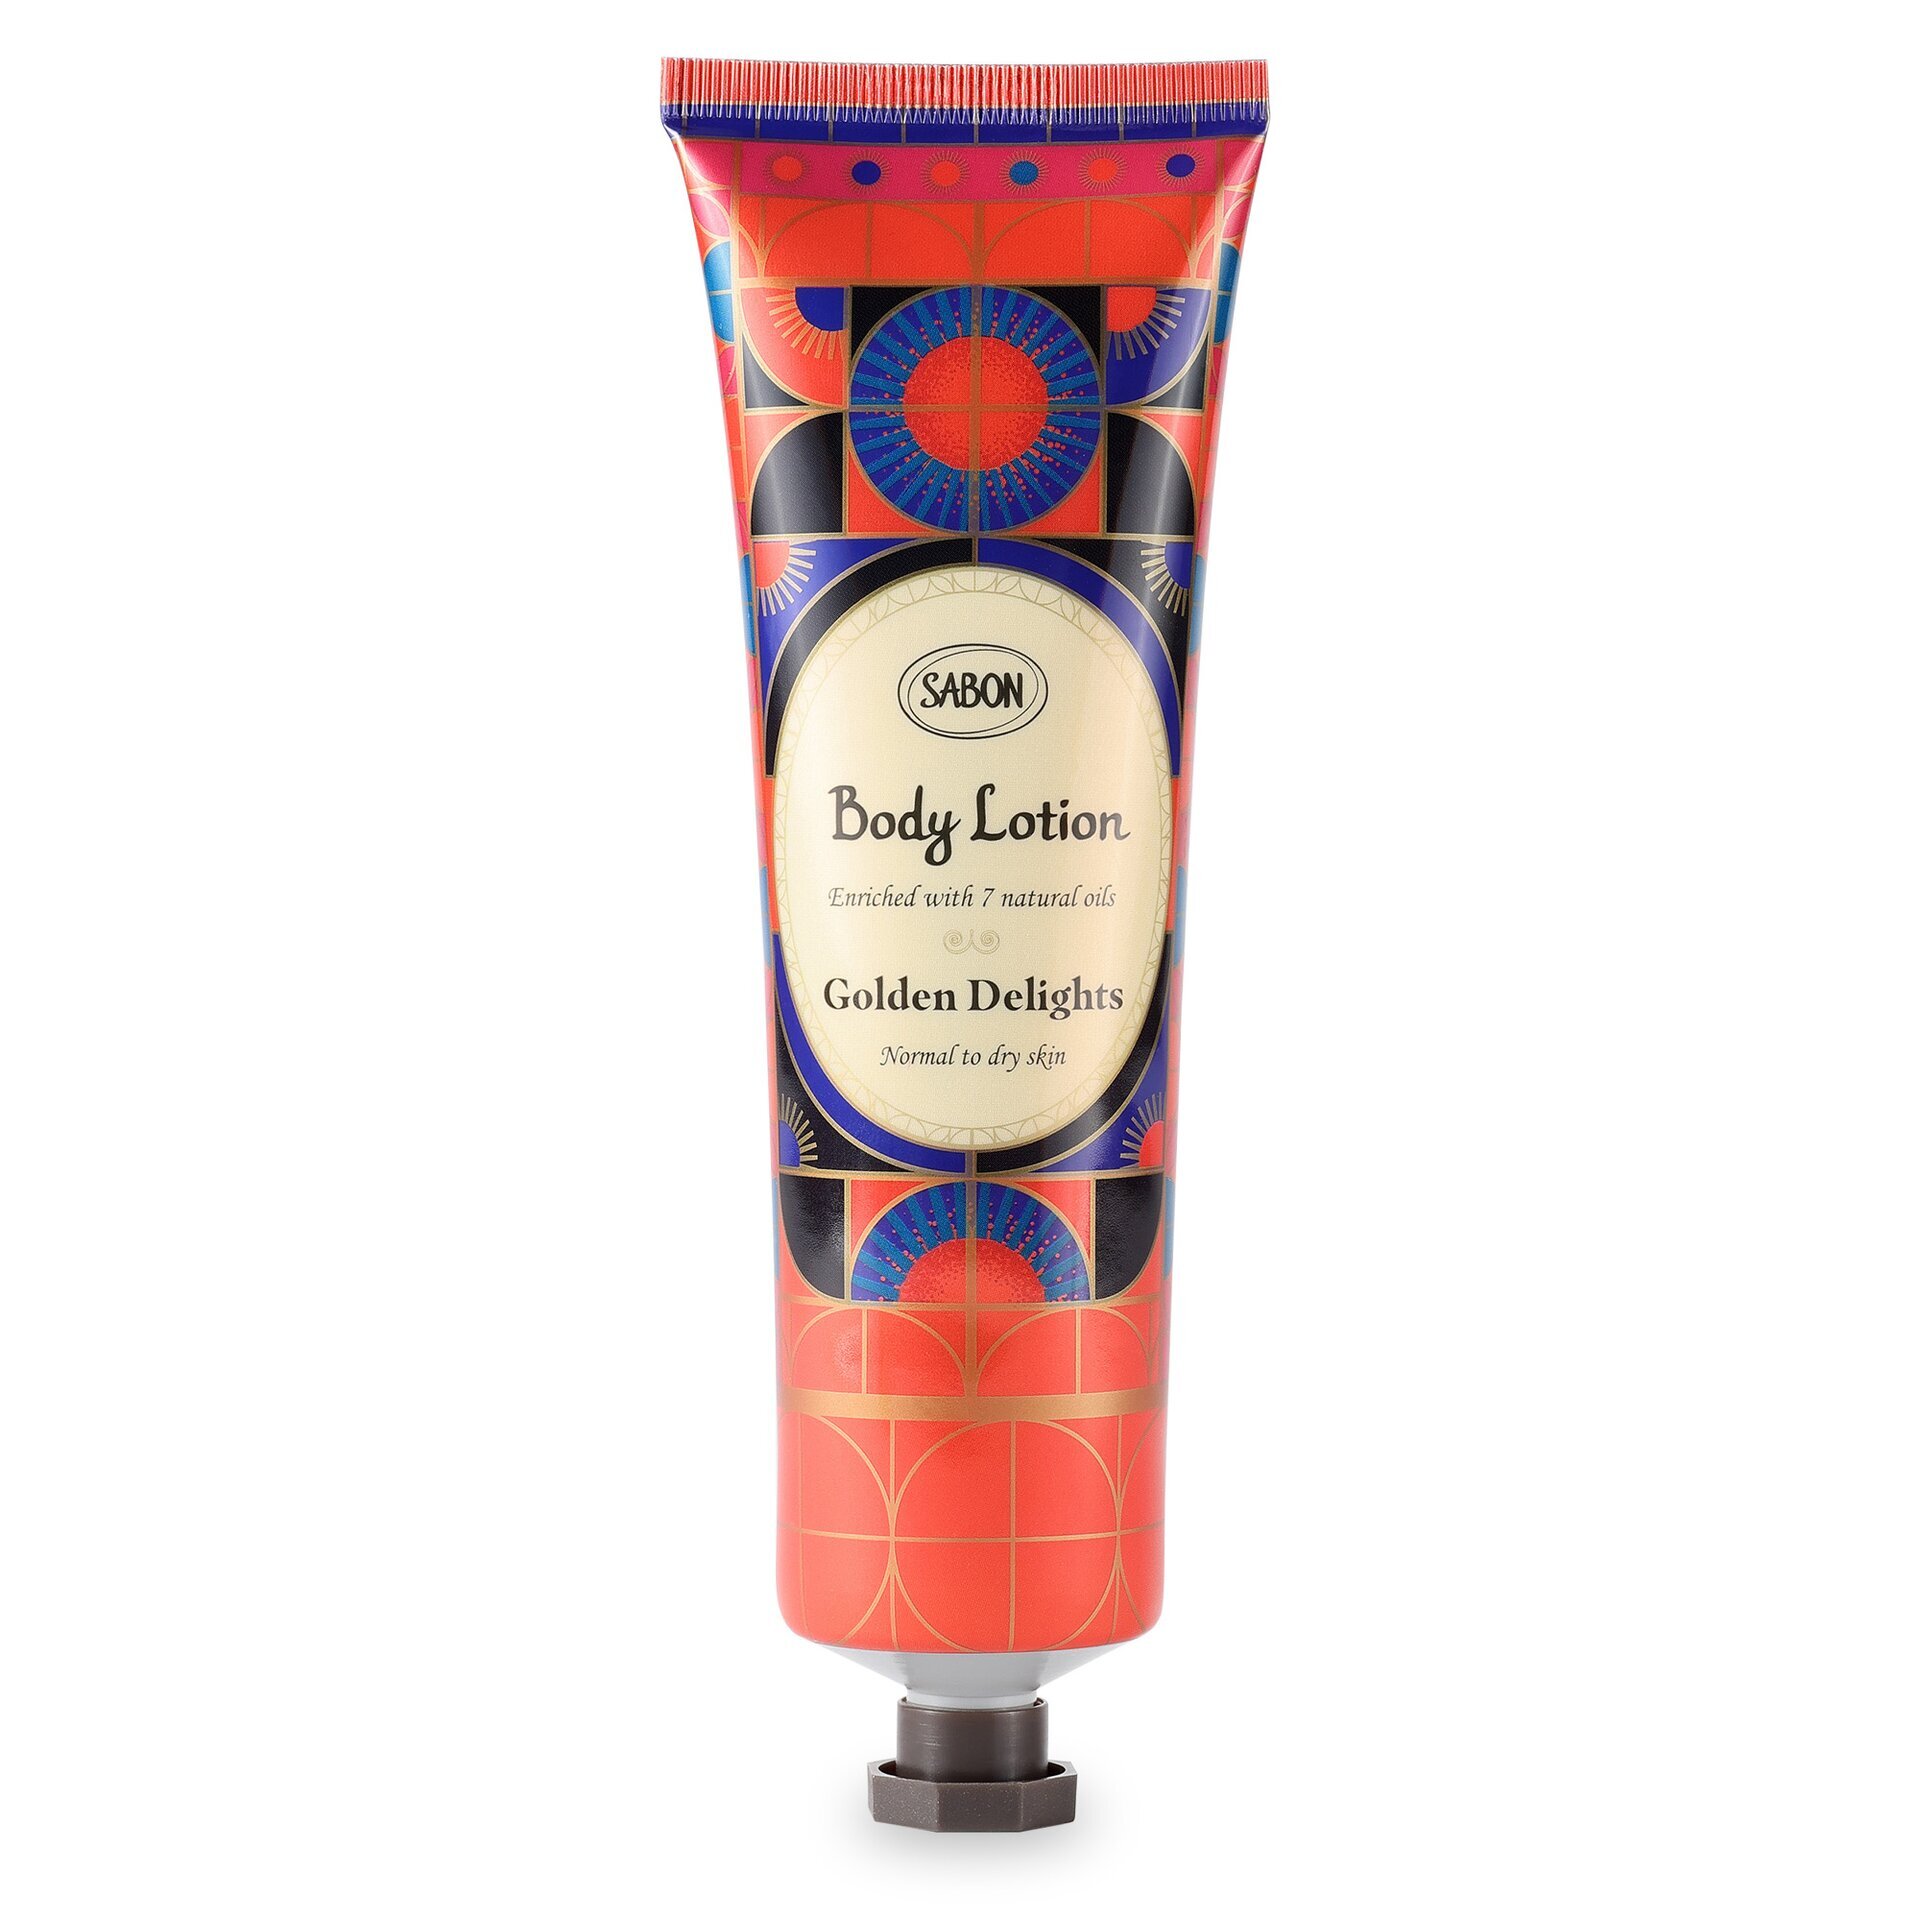 SABON
Body Lotion
Enriched with 7 natural oils
Golden Delights
Normal to dry skin